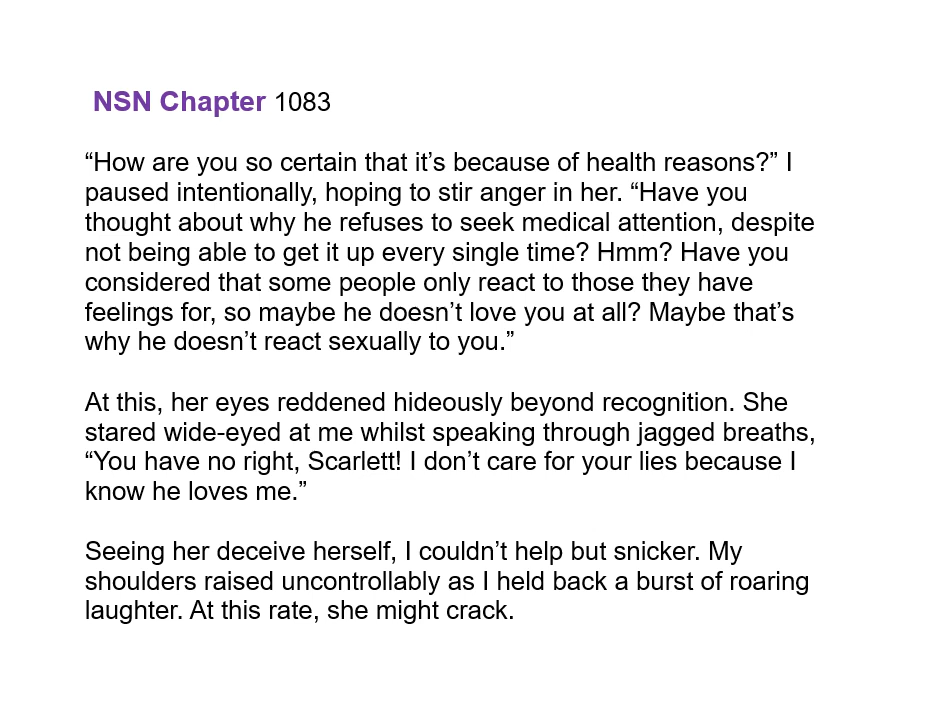 NSN Chapter 1083
“How are you so certain that it’s because of health reasons?” I
paused intentionally, hoping to stir anger in her. “Have you
thought about why he refuses to seek medical attention, despite
not being able to get it up every single time? Hmm? Have you
considered that some people only react to those they have
feelings for, so maybe he doesn’t love you at all? Maybe that’s
why he doesn’t react sexually to you.”
At this, her eyes reddened hideously beyond recognition. She
stared wide-eyed at me whilst speaking through jagged breaths,
“You have no right, Scarlett! I don’t care for your lies because I
know he loves me.”
Seeing her deceive herself, I couldn’t help but snicker. My
shoulders raised uncontrollably as I held back a burst of roaring
laughter. At this rate, she might crack.